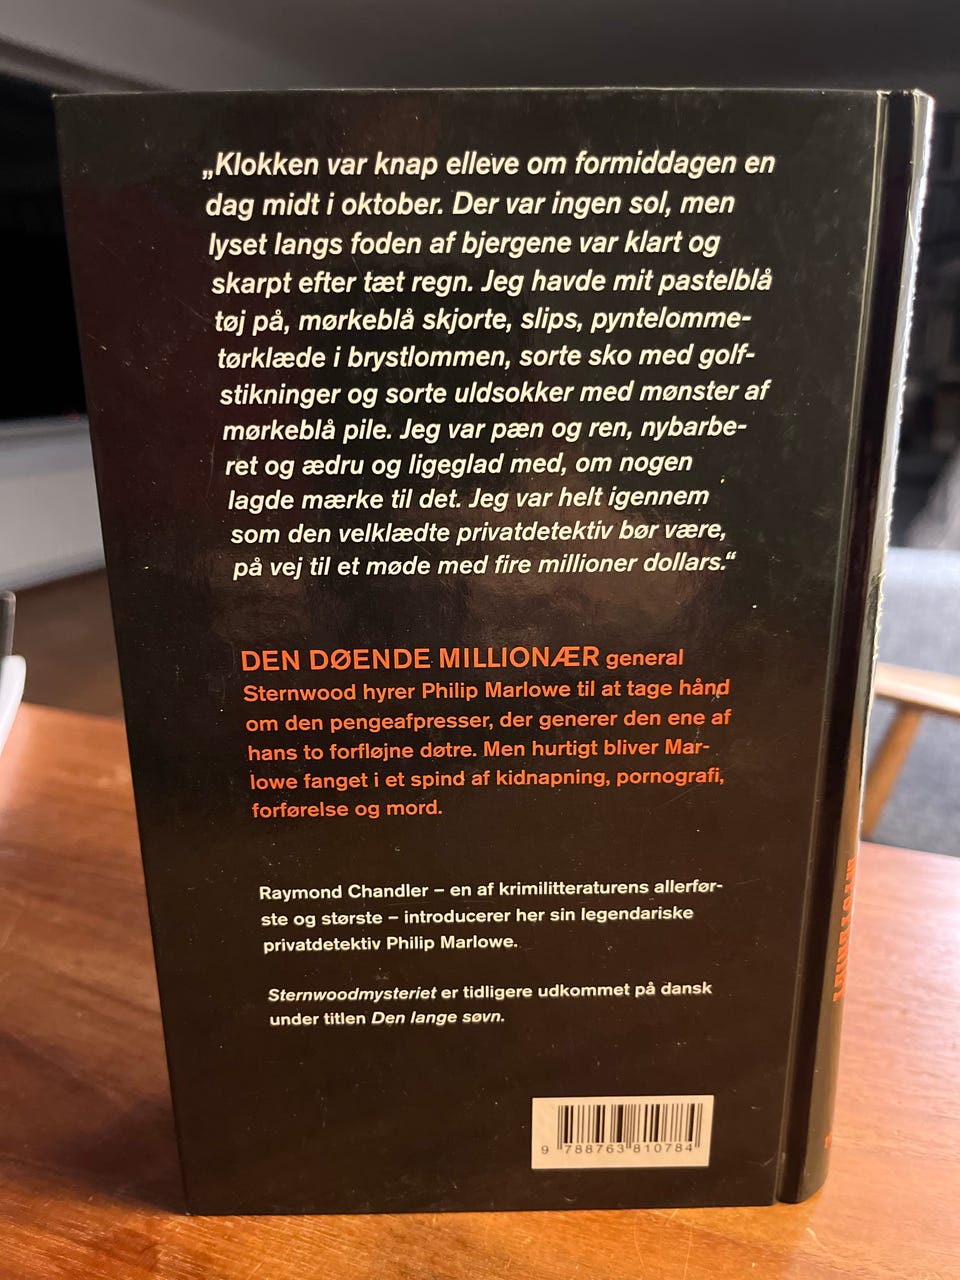 „Klokken var knap elleve om formiddagen en
dag midt i oktober. Der var ingen sol, men
lyset langs foden af bjergene var klart og
skarpt efter tæt regn. Jeg havde mit pastelblå
tøj på, mørkeblå skjorte, slips, pyntelomme-
tørklæde i brystlommen, sorte sko med golf-
stikninger og sorte uldsokker med mønster af
mørkeblå pile. Jeg var pæn og ren, nybarbe-
ret og ædru og ligeglad med, om nogen
lagde mærke til det. Jeg var helt igennem
som den velklædte privatdetektiv bør være,
på vej til et møde med fire millioner dollars.“
DEN DØENDE MILLIONÆR general
Sternwood hyrer Philip Marlowe til at tage hånd
om den pengeafpresser, der generer den ene af
hans to forfløjne døtre. Men hurtigt bliver Mar-
lowe fanget i et spind af kidnapning, pornografi,
forførelse og mord.
Raymond Chandler – en af krimilitteraturens allerfør-
ste og største – introducerer her sin legendariske
privatdetektiv Philip Marlowe.
Sternwoodmysteriet er tidligere udkommet på dansk
under titlen Den lange søvn.
9 788763 810784